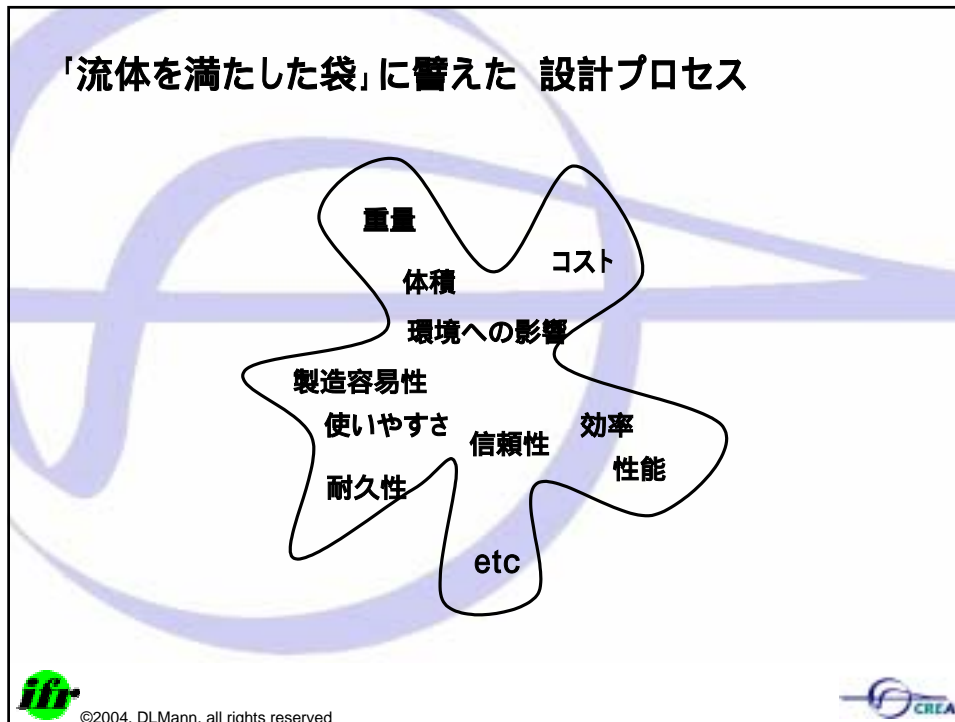 「流体を満たした袋」に譬えた 設計プロセス
重量
コスト
体積
環境への影響
製造容易性
使いやすさ
効率
信頼性
性能
耐久性
etc
ifr
©2004, DLMann, all rights reserved
CREA